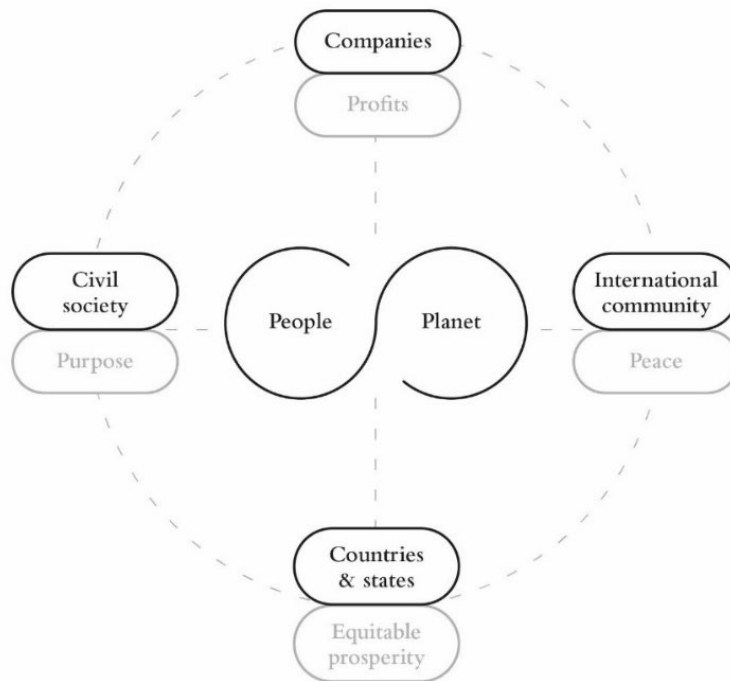 Companies
Profits
Civil
society
Purpose
People
Planet
International
community
Peace
Countries
& states
Equitable
prosperity